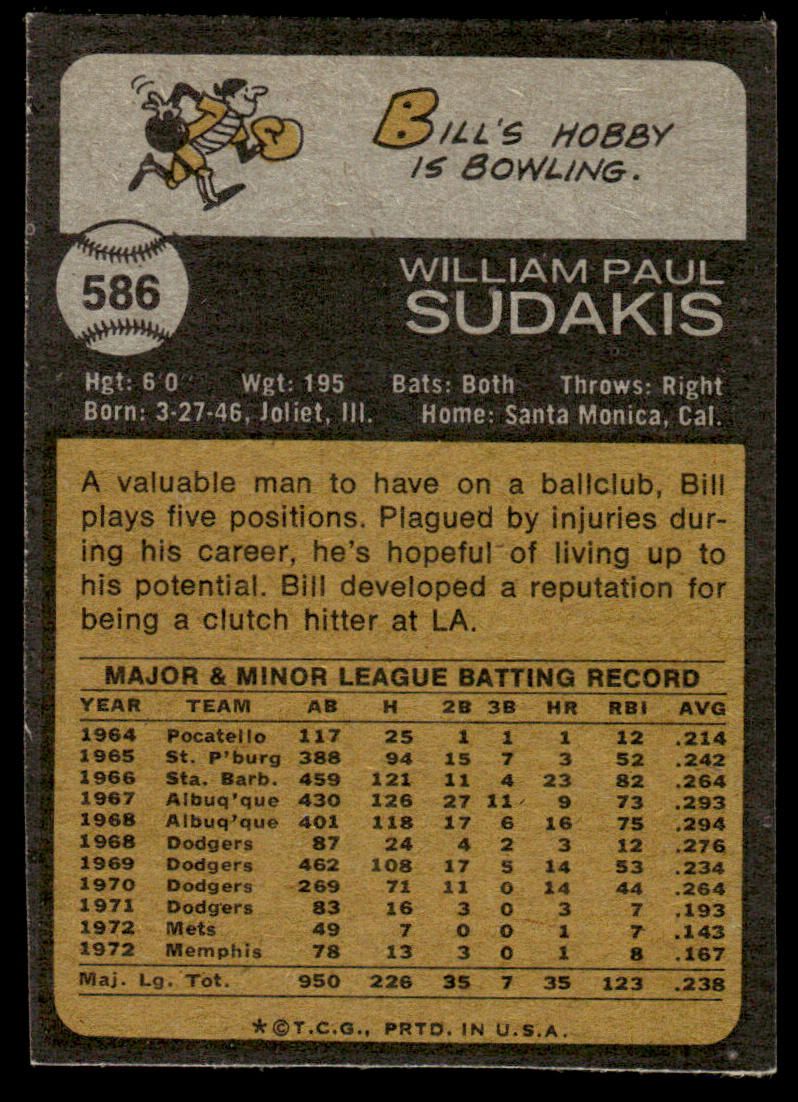 BILL'S HOBBY
IS BOWLING.
586
WILLIAM PAUL
SUDAKIS
Hgt: 6'0" Wgt: 195 Bats: Both Throws: Right
Born: 3-27-46, Joliet, Ill. Home: Santa Monica, Cal.
A valuable man to have on a ballclub, Bill
plays five positions. Plagued by injuries dur-
ing his career, he's hopeful of living up to
his potential. Bill developed a reputation for
being a clutch hitter at LA.
MAJOR & MINOR LEAGUE BATTING RECORD
YEAR TEAM AB H 2B 3B HR RBI AVG
1964 Pocatello 117 25 1 1 1 12 .214
1965 St. P'burg 388 94 15 7 3 52 .242
1966 Sta. Barb. 459 121 11 4 23 82 .264
1967 Albuq'que 430 126 27 11 9 73 .293
1968 Albuq'que 401 118 17 6 16 75 .294
1968 Dodgers 87 24 4 2 3 12 .276
1969 Dodgers 462 108 17 5 14 53 .234
1970 Dodgers 269 71 11 0 14 44 .264
1971 Dodgers 83 16 3 0 3 7 .193
1972 Mets 49 7 0 0 1 7 .143
1972 Memphis 78 13 3 0 1 8 .167
Maj. Lg. Tot. 950 226 35 7 35 123 .238
*©T.C.G., PRTD. IN U.S.A.